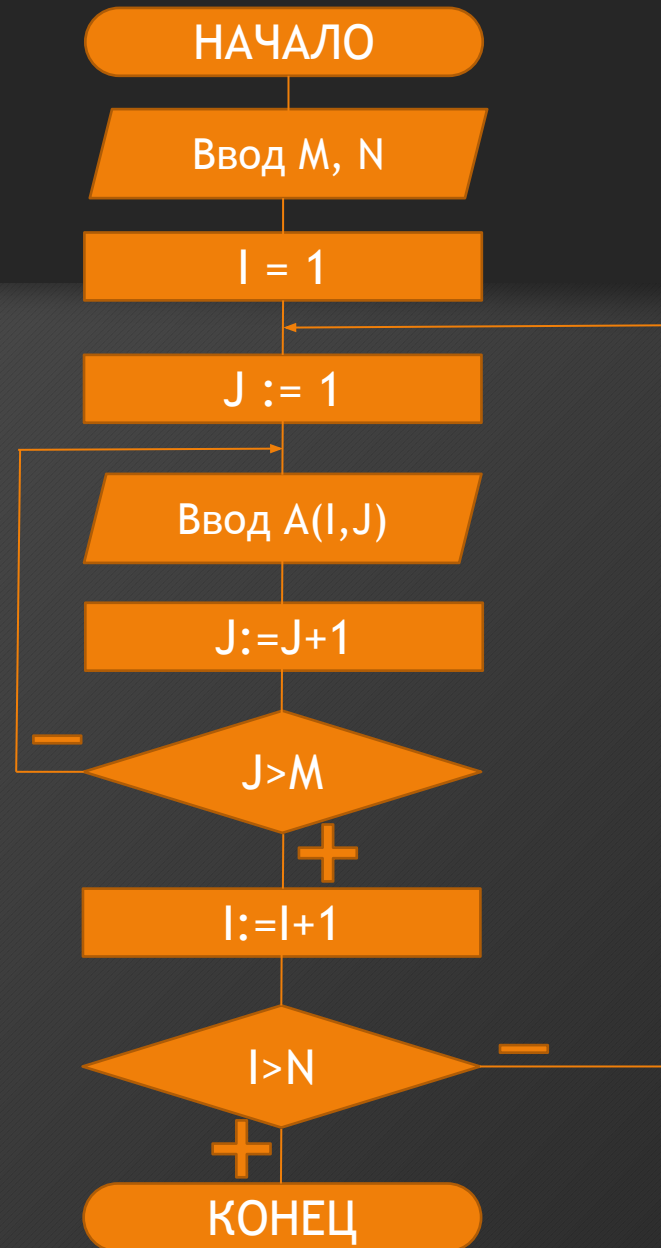 НАЧАЛО
Ввод M, N
I = 1
J := 1
Ввод A(I,J)
J:=J+1
J>M
−
+
I:=I+1
I>N
−
+
КОНЕЦ